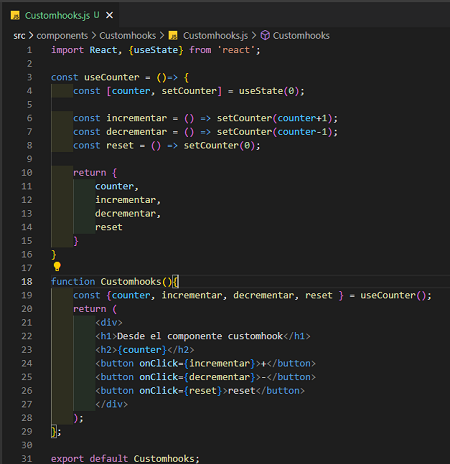 Customhooks.js U
src > components > Customhooks > Customhooks.js > Customhooks
1 import React, {useState} from 'react';
2
3 const useCounter = ()=> {
4 const [counter, setCounter] = useState(0);
5
6 const incrementar = () => setCounter(counter+1);
7 const decrementar = () => setCounter(counter-1);
8 const reset = () => setCounter(0);
9
10 return {
11 counter,
12 incrementar,
13 decrementar,
14 reset
15 }
16 }
17
18 function Customhooks(){
19 const {counter, incrementar, decrementar, reset } = useCounter();
20 return (
21 <div>
22 <h1>Desde el componente customhook</h1>
23 <h2>{counter}</h2>
24 <button onClick={incrementar}>+</button>
25 <button onClick={decrementar}>-</button>
26 <button onClick={reset}>reset</button>
27 </div>
28 );
29 };
30
31 export default Customhooks;